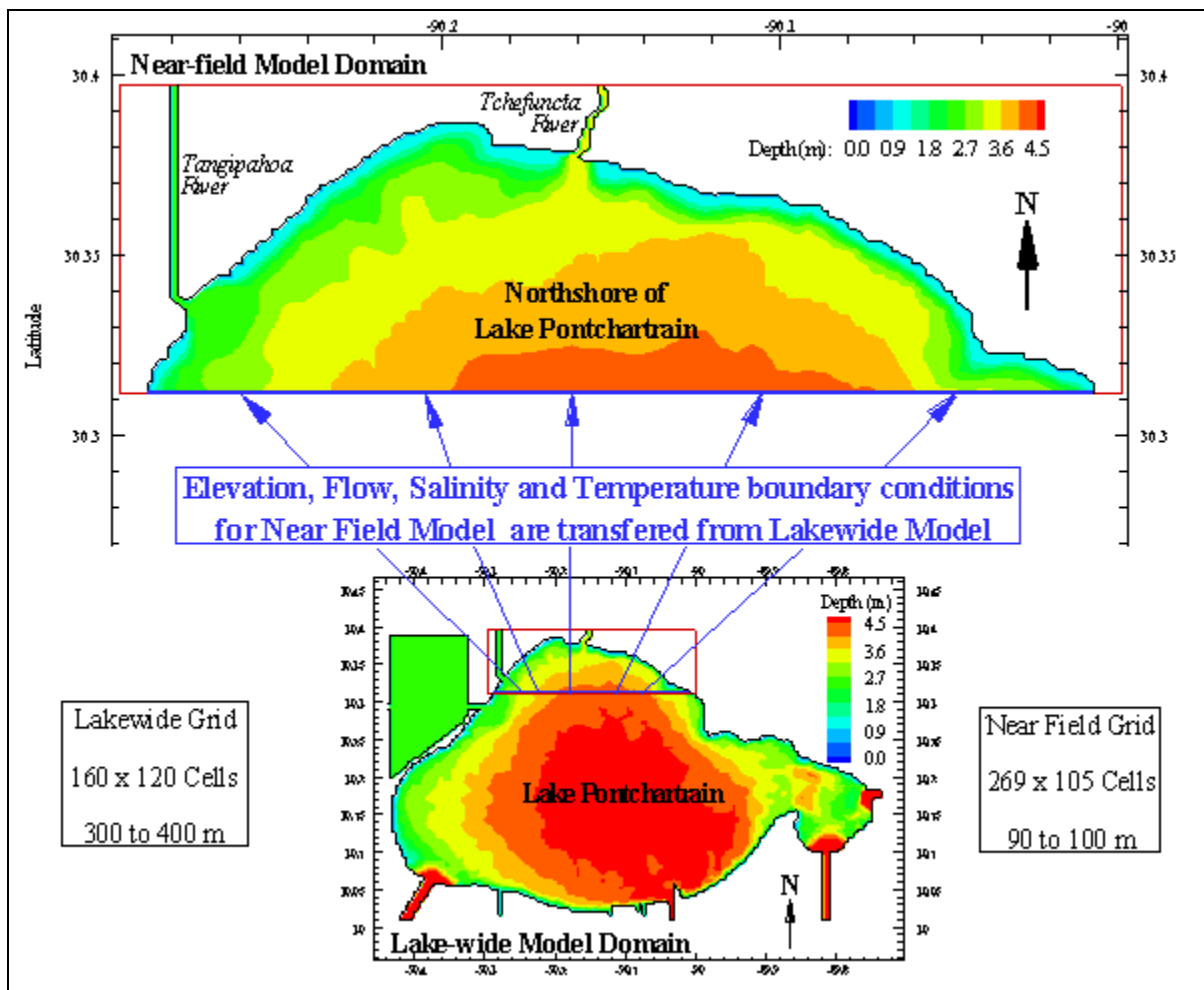 -90.2 -90.1 -90
30.4 30.4
Near-field Model Domain
Tchefuncta
River
Tangipahoa
River
Depth(m): 0.0 0.9 1.8 2.7 3.6 4.5
N
30.35 30.35
Northshore of
Lake Pontchartrain
Latitude
30.3 30.3
Elevation, Flow, Salinity and Temperature boundary conditions
for Near Field Model are transfered from Lakewide Model
Depth (m)
4.5
3.6
2.7
1.8
0.9
0.0
Lakewide Grid
160 x 120 Cells
300 to 400 m
Lake Pontchartrain
Near Field Grid
269 x 105 Cells
90 to 100 m
N
Lake-wide Model Domain